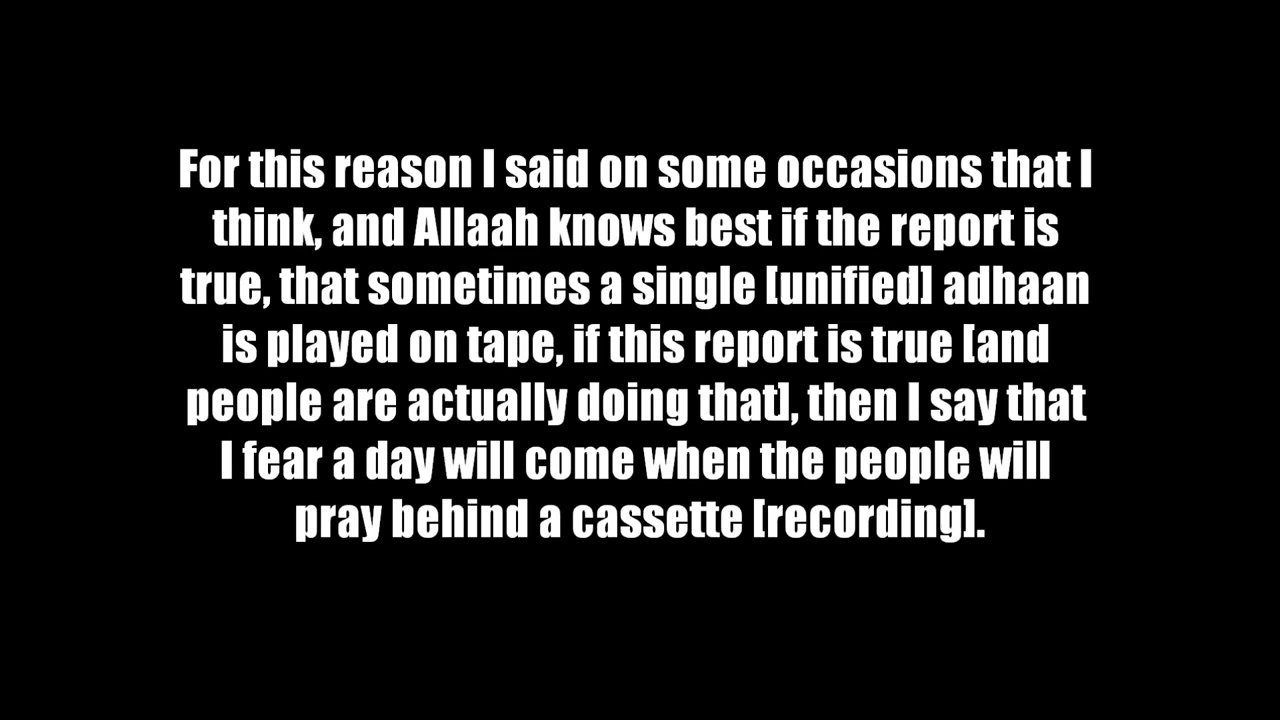 For this reason I said on some occasions that I
think, and Allaah knows best if the report is
true, that sometimes a single [unified] adhaan
is played on tape, if this report is true [and
people are actually doing that], then I say that
I fear a day will come when the people will
pray behind a cassette [recording].